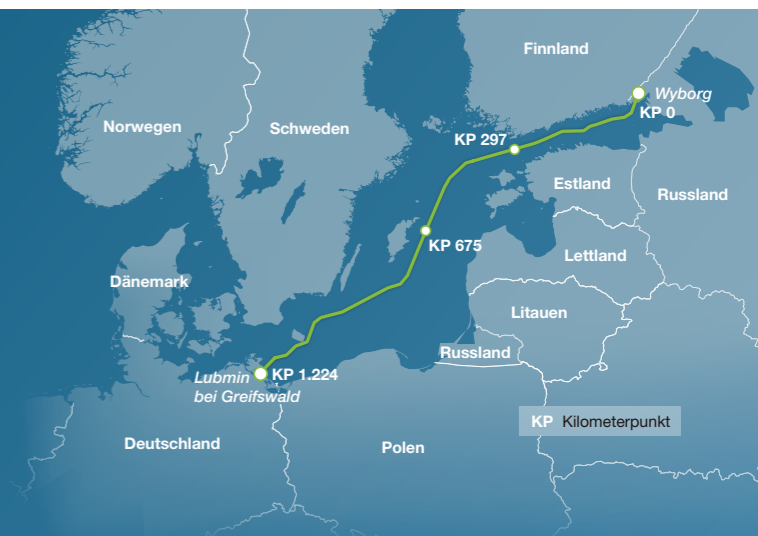 Finnland
Wyborg
KP 0
Norwegen
Schweden
KP 297
Estland
Russland
KP 675
Lettland
Dänemark
Litauen
Russland
Lubmin
bei Greifswald
KP 1.224
KP Kilometerpunkt
Deutschland
Polen